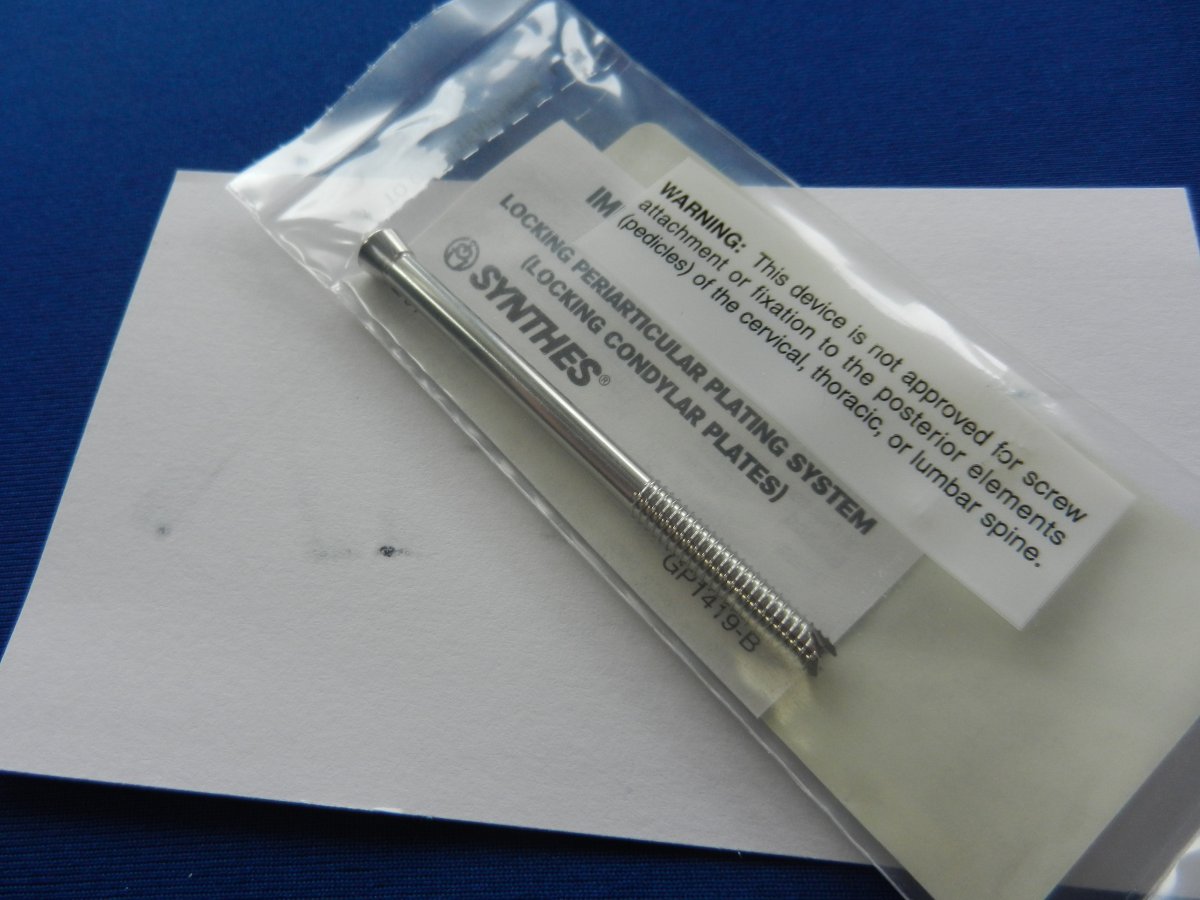 WARNING: This device is not approved for screw
attachment or fixation to the posterior elements
(pedicles) of the cervical, thoracic, or lumbar spine.
IM
LOCKING PERIARTICULAR PLATING SYSTEM
(LOCKING CONDYLAR PLATES)
SYNTHES®
GP1419-B